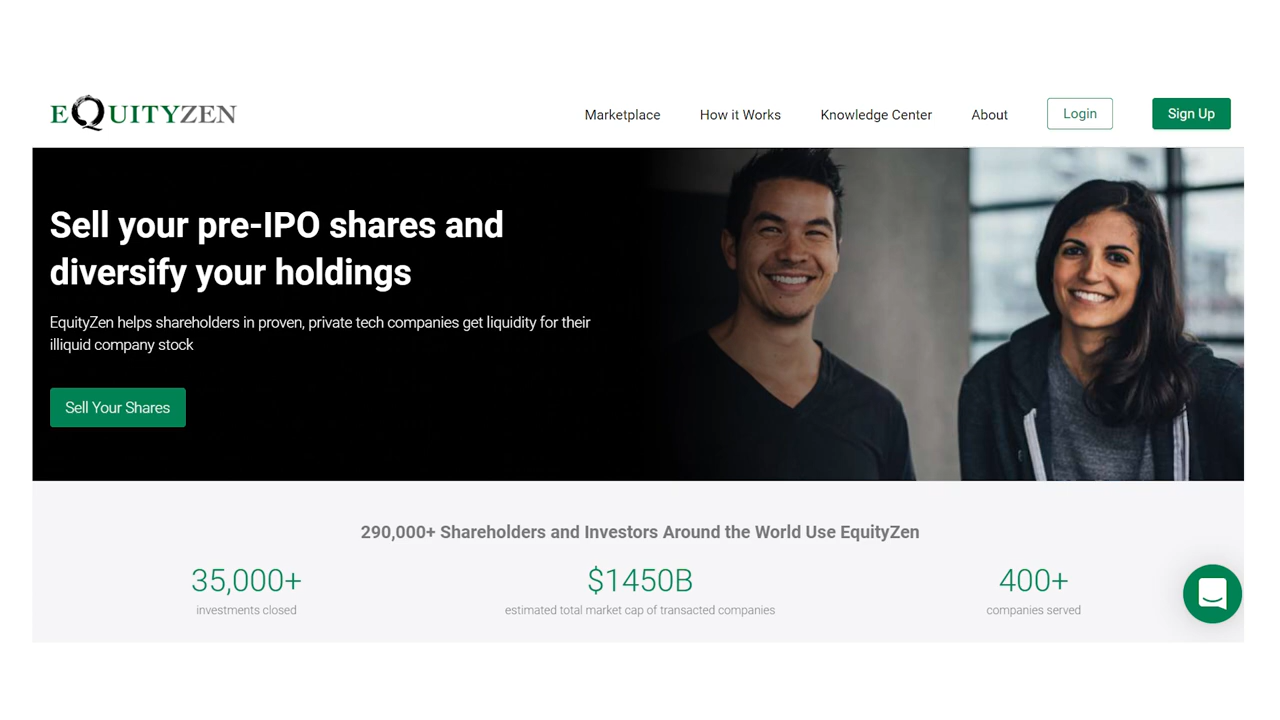 EQUITYZEN
Marketplace
How it Works
Knowledge Center
About
Login
Sign Up
Sell your pre-IPO shares and
diversify your holdings
EquityZen helps shareholders in proven, private tech companies get liquidity for their
illiquid company stock
Sell Your Shares
290,000+ Shareholders and Investors Around the World Use EquityZen
35,000+
investments closed
$1450B
estimated total market cap of transacted companies
400+
companies served